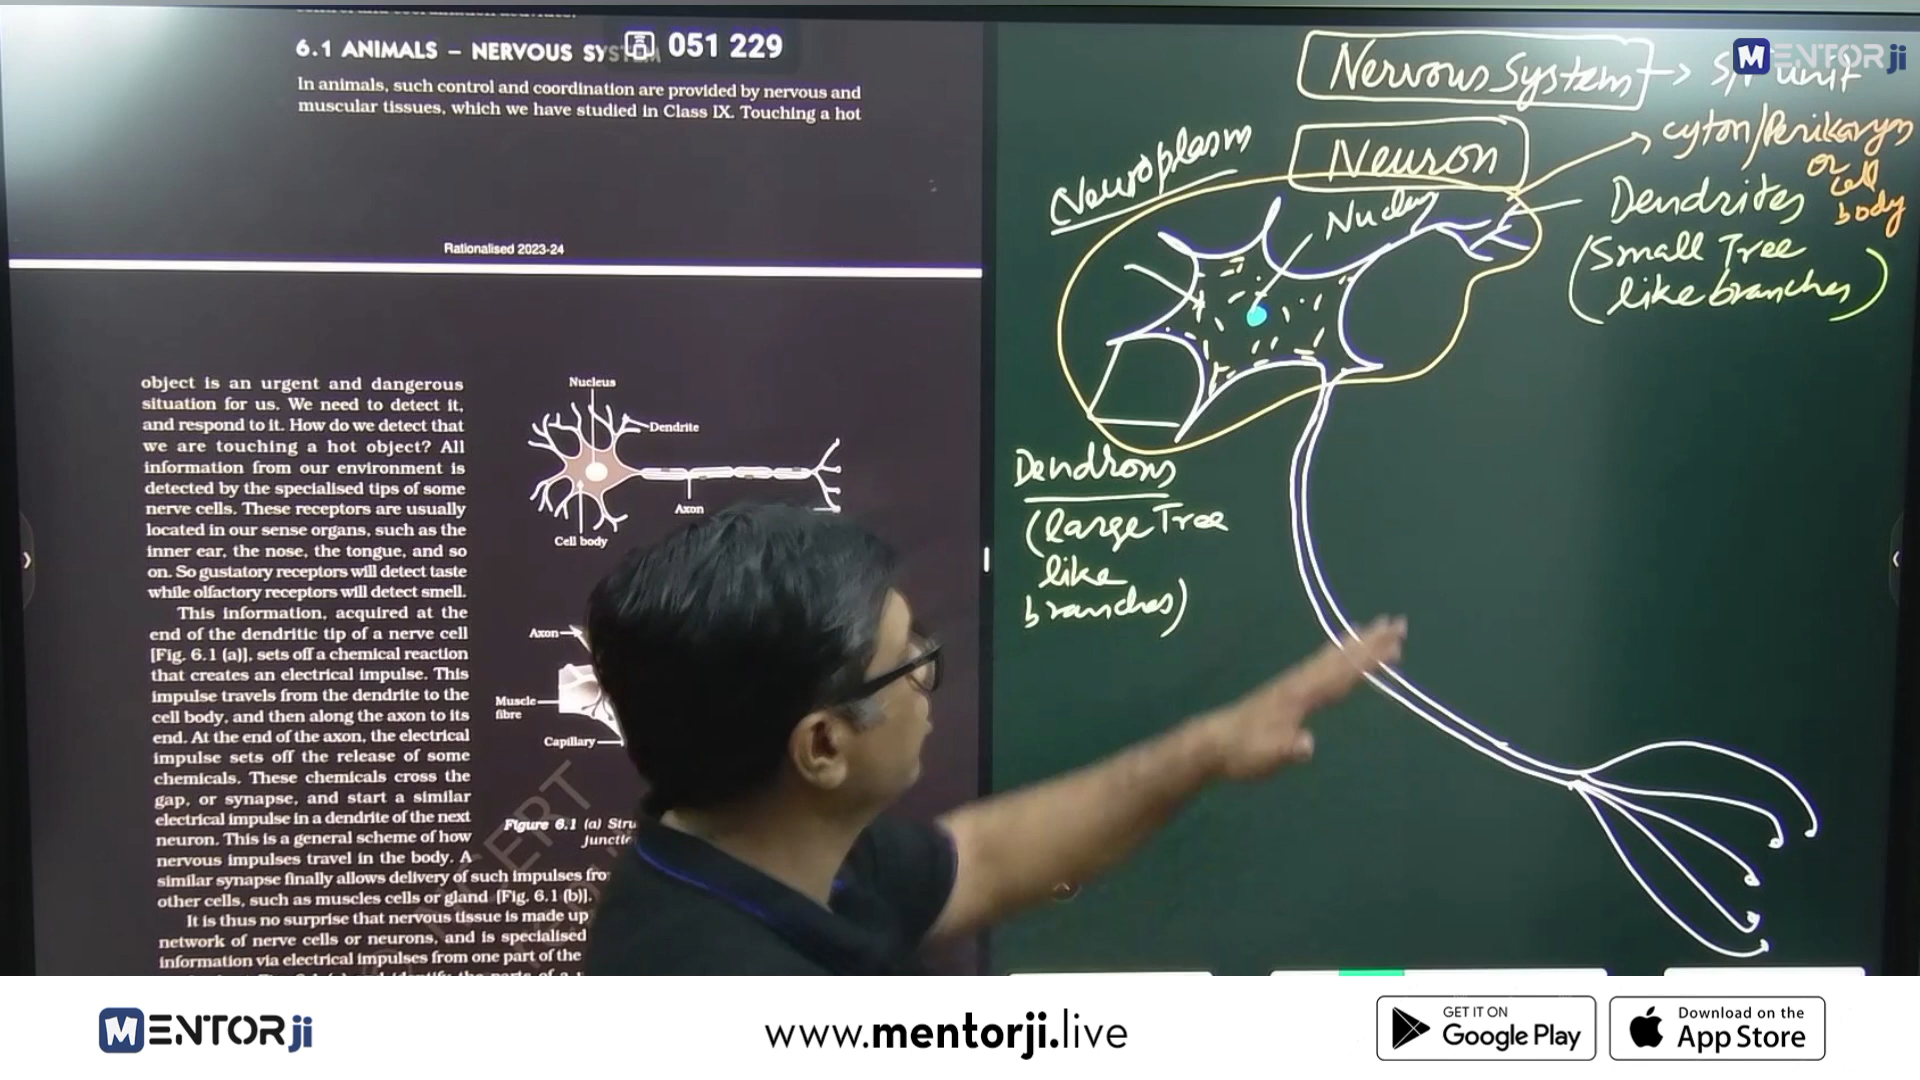 6.1 ANIMALS – NERVOUS SYSTEM
051 229
In animals, such control and coordination are provided by nervous and
muscular tissues, which we have studied in Class IX. Touching a hot
Rationalised 2023-24
object is an urgent and dangerous
situation for us. We need to detect it,
and respond to it. How do we detect that
we are touching a hot object? All
information from our environment is
detected by the specialised tips of some
nerve cells. These receptors are usually
located in our sense organs, such as the
inner ear, the nose, the tongue, and so
on. So gustatory receptors will detect taste
while olfactory receptors will detect smell.
This information, acquired at the
end of the dendritic tip of a nerve cell
[Fig. 6.1 (a)], sets off a chemical reaction
that creates an electrical impulse. This
impulse travels from the dendrite to the
cell body, and then along the axon to its
end. At the end of the axon, the electrical
impulse sets off the release of some
chemicals. These chemicals cross the
gap, or synapse, and start a similar
electrical impulse in a dendrite of the next
neuron. This is a general scheme of how
nervous impulses travel in the body. A
similar synapse finally allows delivery of such impulses fro
other cells, such as muscles cells or gland [Fig. 6.1 (b)].
It is thus no surprise that nervous tissue is made up
network of nerve cells or neurons, and is specialised
information via electrical impulses from one part of the
Nucleus
Dendrite
Axon
Cell body
Axon
Muscle
fibre
Capillary
Figure 6.1 (a) Stru
junctio
NCERT
Nervous System → S/F unit
MENTORji
Neuron
Cyton/Perikaryon
or
cell
body
Neuroplasm
Nucleus
Dendrites
(Small Tree
like branches)
Dendrons
(large Tree
like
branches)
MENTORji
www.mentorji.live
GET IT ON
Google Play
Download on the
App Store